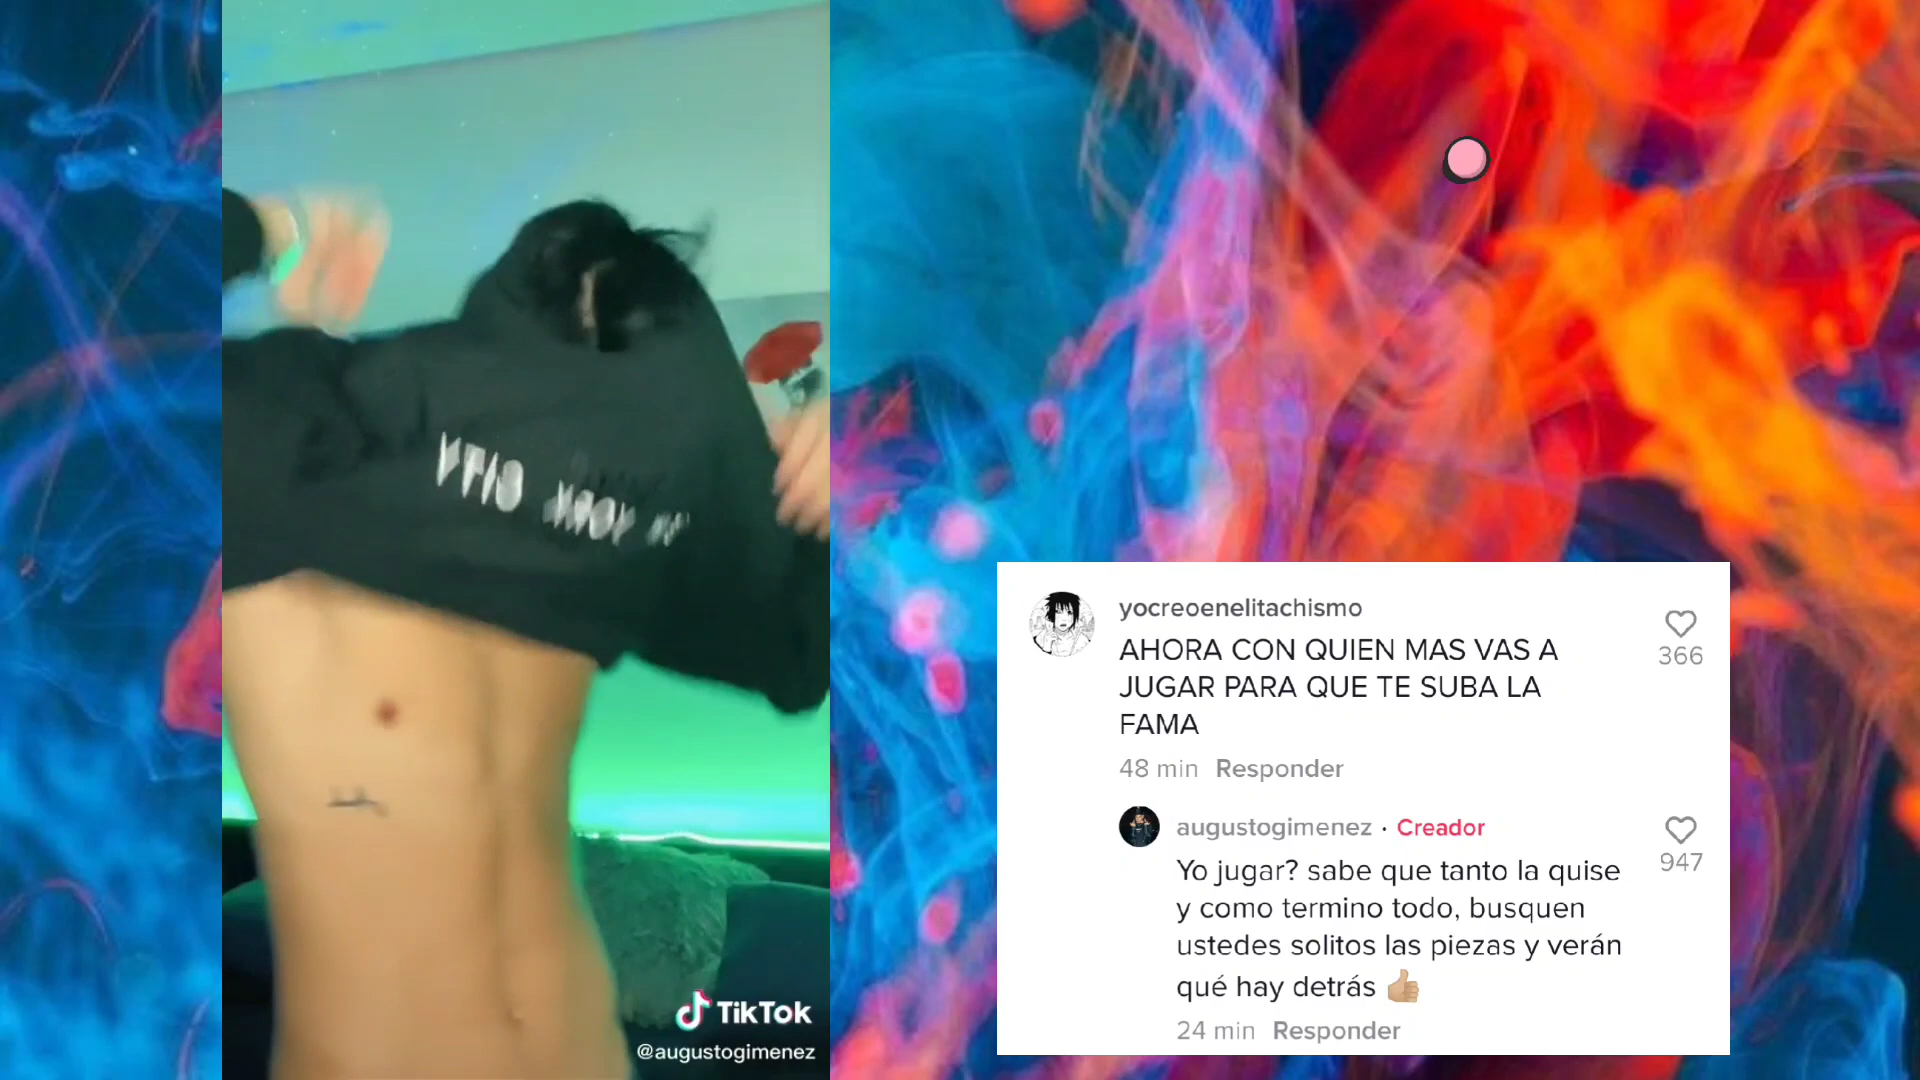 TikTok
@augustogimenez
yocreoenelitachismo
AHORA CON QUIEN MAS VAS A
JUGAR PARA QUE TE SUBA LA
FAMA
366
48 min Responder
augustogimenez · Creador
Yo jugar? sabe que tanto la quise
y como termino todo, busquen
ustedes solitos las piezas y verán
qué hay detrás 👍🏼
947
24 min Responder